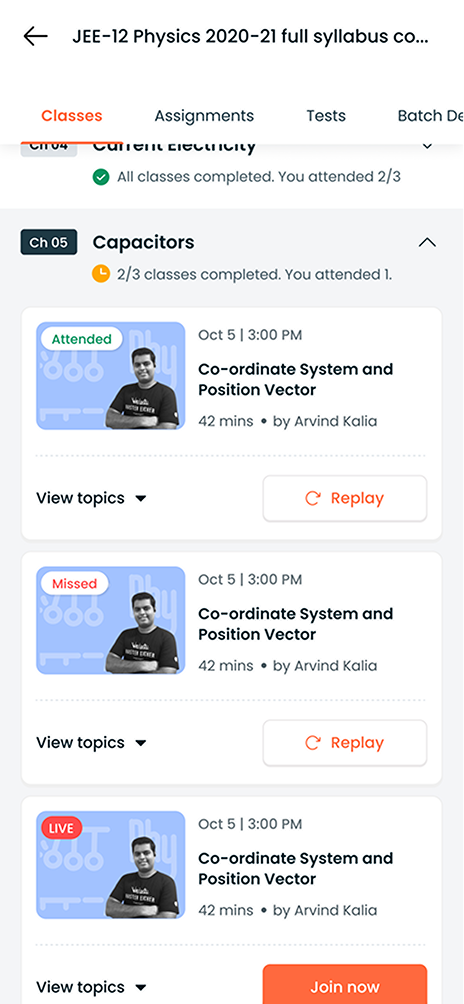 JEE-12 Physics 2020-21 full syllabus co...
Classes
Assignments
Tests
Batch De
Ch 04
Current Electricity
All classes completed. You attended 2/3
Ch 05
Capacitors
2/3 classes completed. You attended 1.
Attended
Oct 5 | 3:00 PM
Co-ordinate System and
Position Vector
42 mins • by Arvind Kalia
View topics
Replay
Missed
Oct 5 | 3:00 PM
Co-ordinate System and
Position Vector
42 mins • by Arvind Kalia
View topics
Replay
LIVE
Oct 5 | 3:00 PM
Co-ordinate System and
Position Vector
42 mins • by Arvind Kalia
View topics
Join now